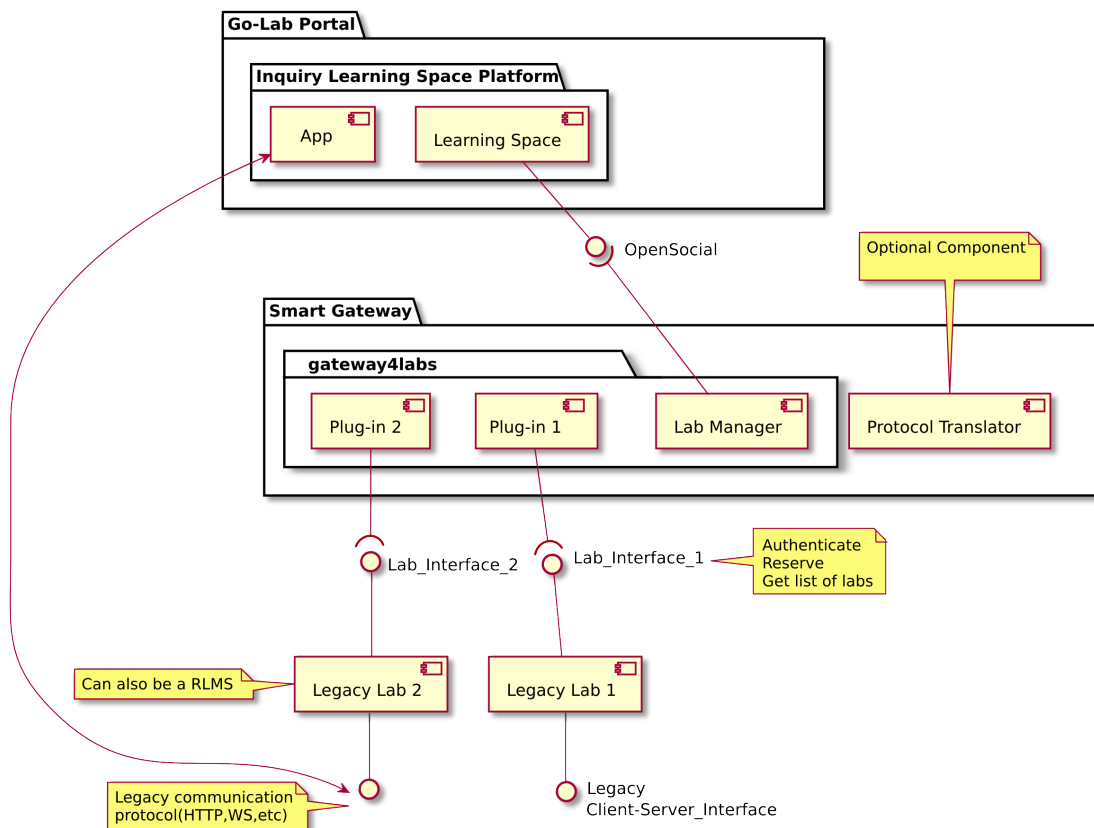 Go-Lab Portal
Inquiry Learning Space Platform
App
Learning Space
OpenSocial
Optional Component
Smart Gateway
gateway4labs
Plug-in 2
Plug-in 1
Lab Manager
Protocol Translator
Lab_Interface_2
Lab_Interface_1
Authenticate
Reserve
Get list of labs
Can also be a RLMS
Legacy Lab 2
Legacy Lab 1
Legacy communication
protocol(HTTP,WS,etc)
Legacy
Client-Server_Interface